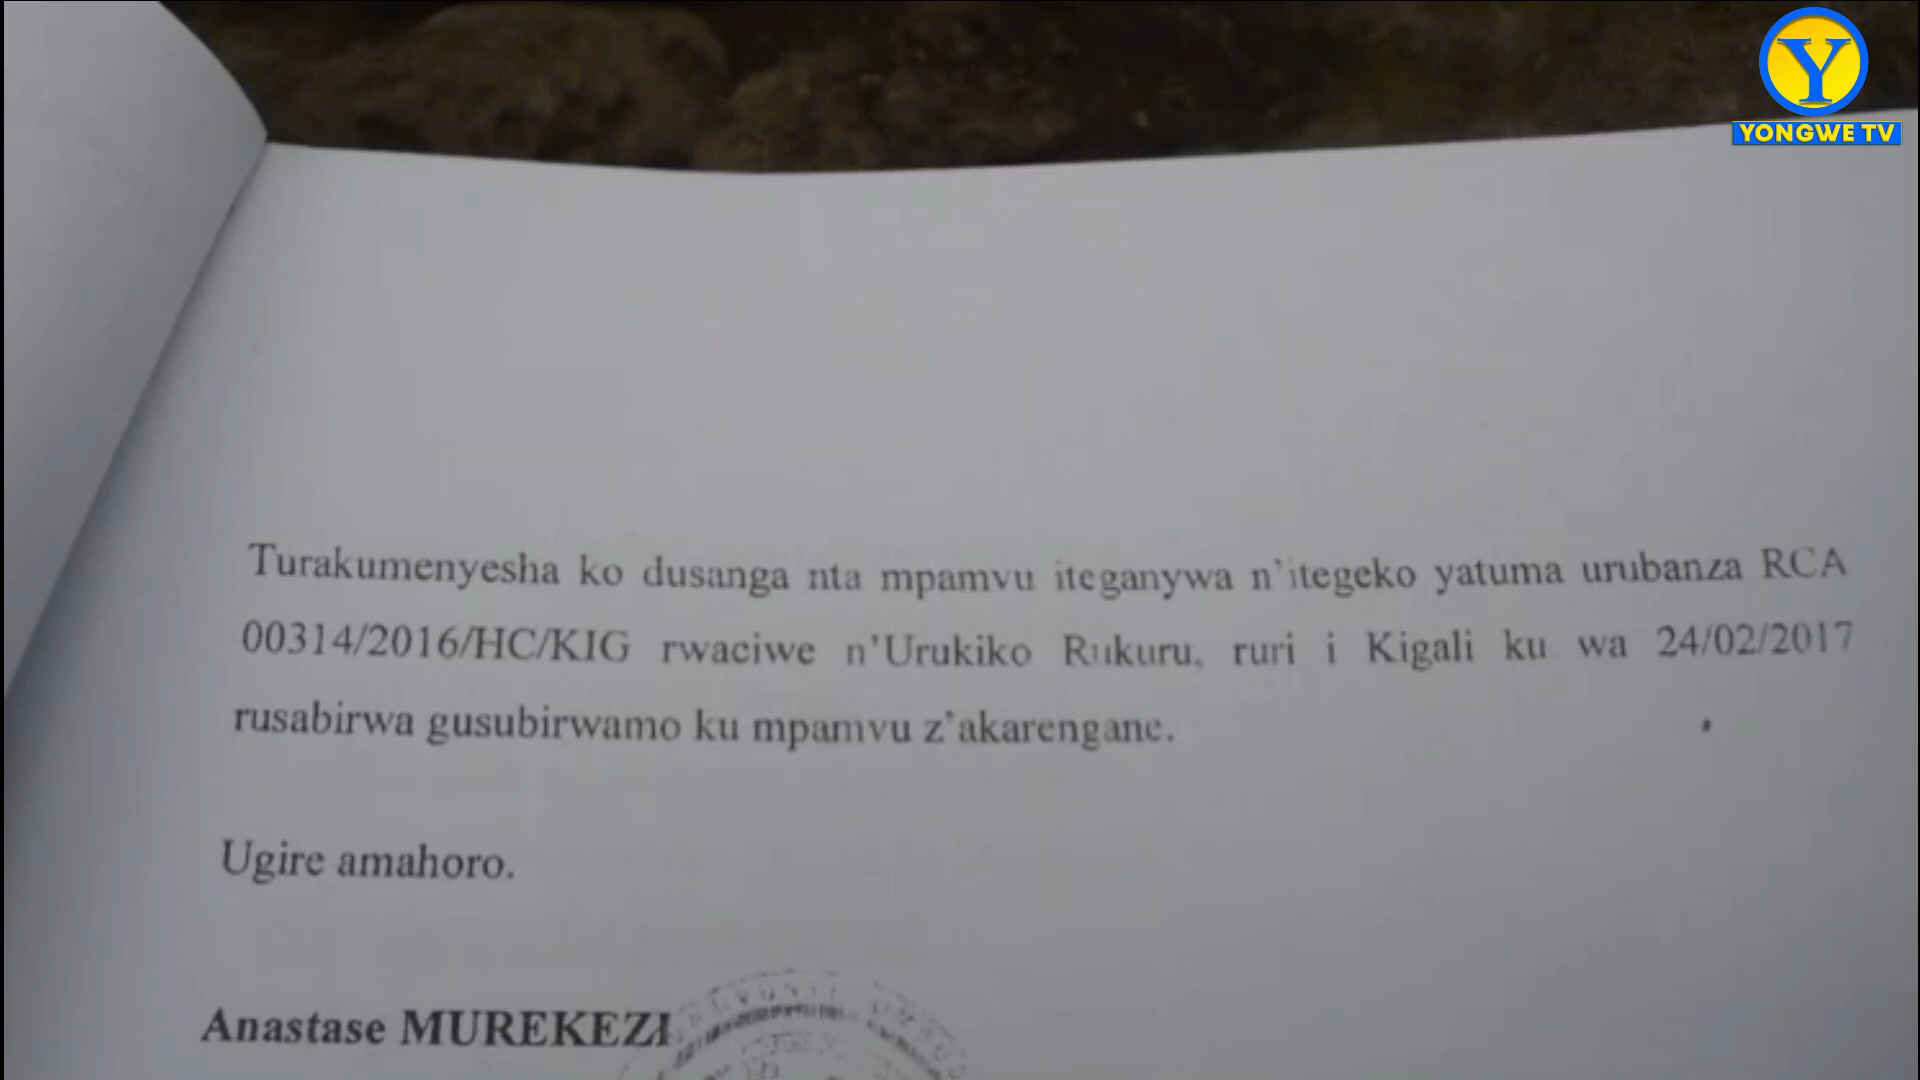 Y
YONGWE TV
Turakumenyesha ko dusanga nta mpamvu iteganywa n'itegeko yatuma urubanza RCA
00314/2016/HC/KIG rwaciwe n'Urukiko Rukuru, ruri i Kigali ku wa 24/02/2017
rusabirwa gusubirwamo ku mpamvu z'akarengane.
Ugire amahoro.
Anastase MUREKEZI